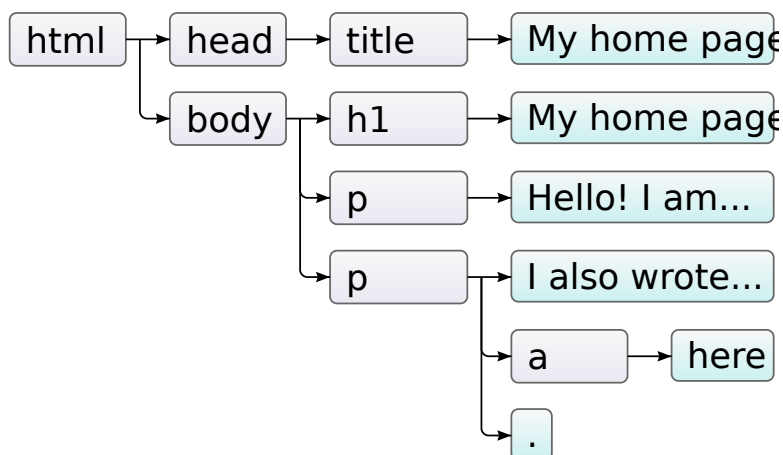 html head title My home page
body h1 My home page
p Hello! I am...
p I also wrote...
a here
.